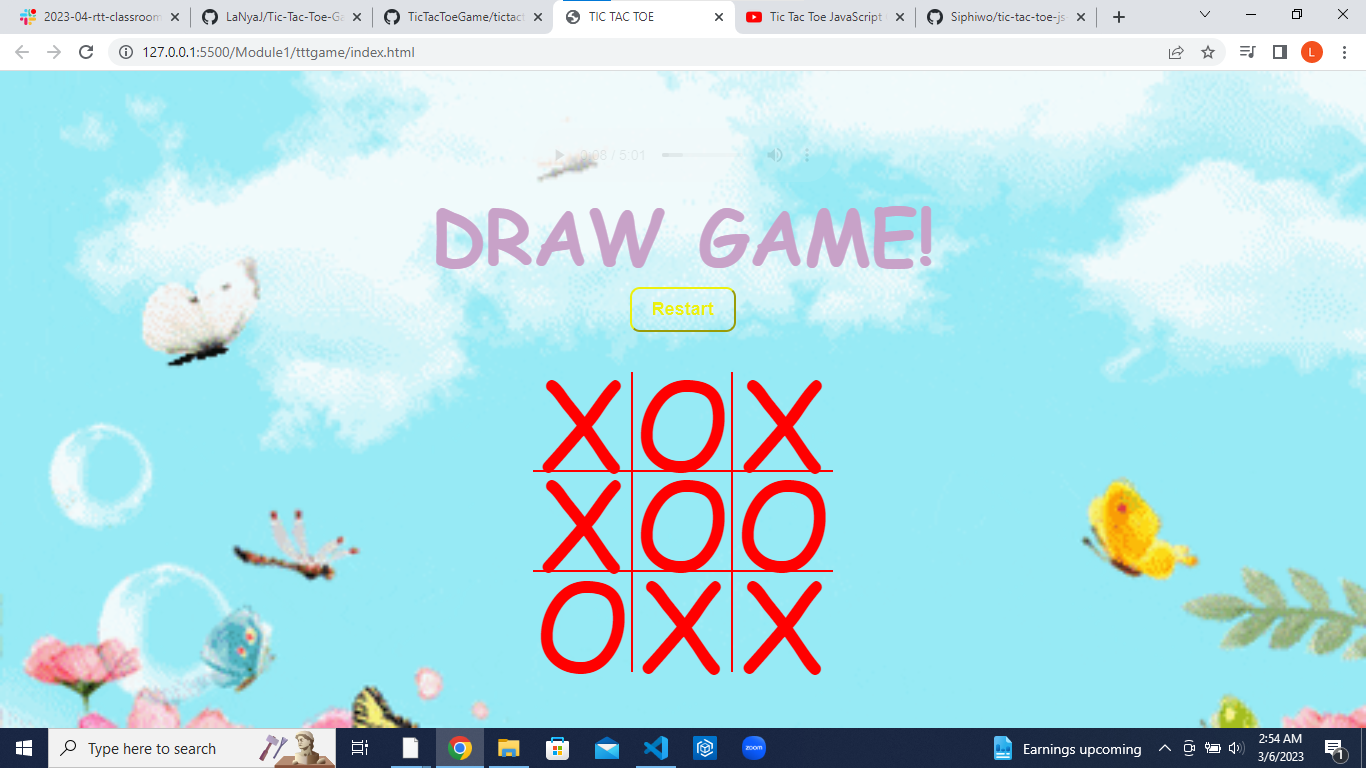 2023-04-rtt-classroom
LaNyaJ/Tic-Tac-Toe-Ga
TicTacToeGame/tictact
TIC TAC TOE
Tic Tac Toe JavaScript
Siphiwo/tic-tac-toe-js
127.0.0.1:5500/Module1/tttgame/index.html
L
/ 5:01
DRAW GAME!
Restart
X O X
X O O
O X X
Type here to search
zoom
Earnings upcoming
2:54 AM
3/6/2023
1